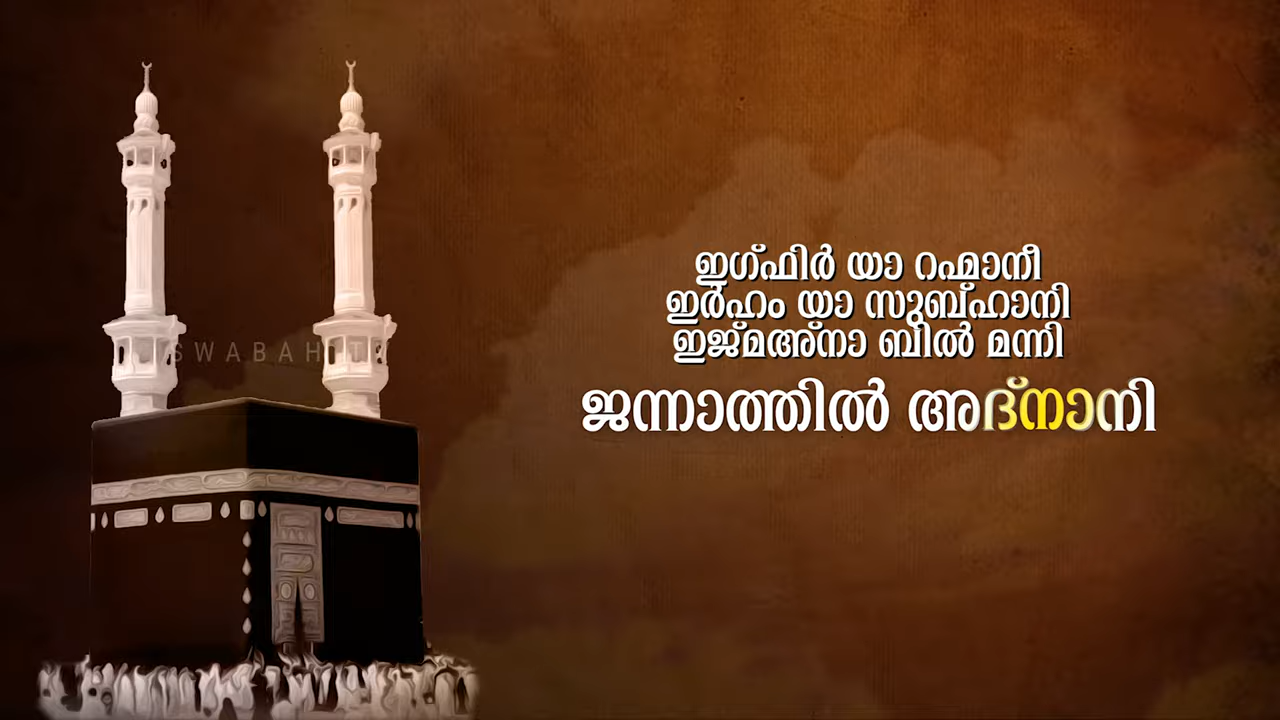 ഇഗ്ഫിർ യാ റഹ്മാനീ
ഇർഹം യാ സുബ്ഹാനി
ഇജ്മഅ്നാ ബിൽ മന്നി
ജന്നാത്തിൽ അദ്നാനി